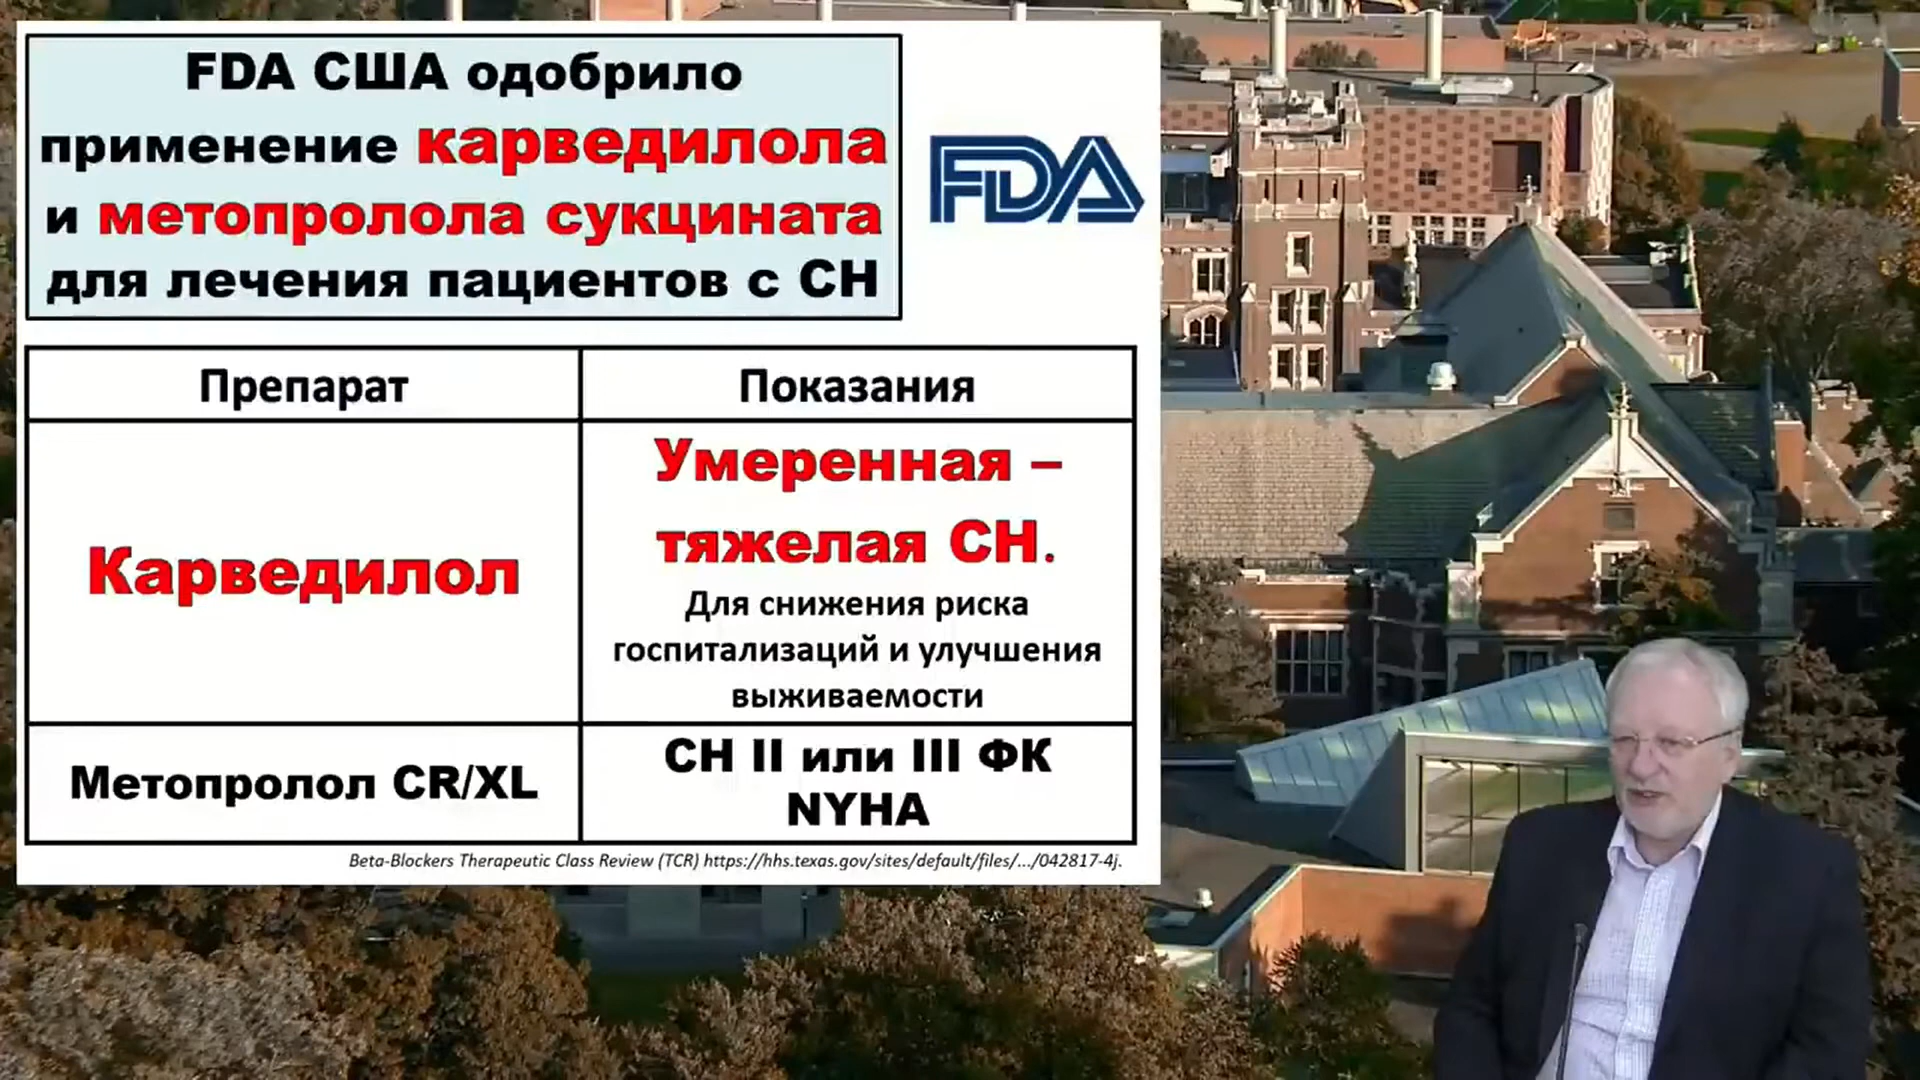 FDA США одобрило
применение карведилола
и метопролола сукцината
для лечения пациентов с СН
FDA
Препарат
Показания
Карведилол
Умеренная –
тяжелая СН.
Для снижения риска
госпитализаций и улучшения
выживаемости
Метопролол CR/XL
СН II или III ФК
NYHA
Beta-Blockers Therapeutic Class Review (TCR) https://hhs.texas.gov/sites/default/files/.../042817-4j.